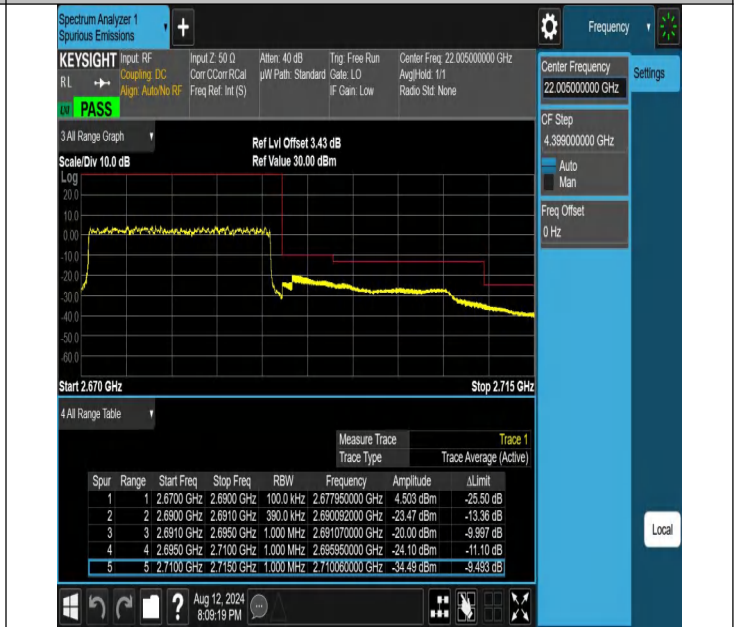 Spectrum Analyzer 1
Spurious Emissions
+
Frequency
KEYSIGHT Input: RF Input Z: 50 Ω Atten: 40 dB Trig: Free Run Center Freq: 22.005000000 GHz
RL Coupling: DC Corr CCorr RCal µW Path: Standard Gate: LO Avg|Hold: 1/1
Align: Auto/No RF Freq Ref: Int (S) IF Gain: Low Radio Std: None
PASS
Center Frequency
22.005000000 GHz
Settings
CF Step
4.399000000 GHz
Auto
Man
Freq Offset
0 Hz
3 All Range Graph
Ref Lvl Offset 3.43 dB
Scale/Div 10.0 dB Ref Value 30.00 dBm
Log
20.0
10.0
0.00
-10.0
-20.0
-30.0
-40.0
-50.0
-60.0
Start 2.670 GHz Stop 2.715 GHz
4 All Range Table
Measure Trace Trace 1
Trace Type Trace Average (Active)
Spur Range Start Freq Stop Freq RBW Frequency Amplitude ΔLimit
1 1 2.6700 GHz 2.6900 GHz 100.0 kHz 2.677950000 GHz 4.503 dBm -25.50 dB
2 2 2.6900 GHz 2.6910 GHz 390.0 kHz 2.690092000 GHz -23.47 dBm -13.36 dB
3 3 2.6910 GHz 2.6950 GHz 1.000 MHz 2.691070000 GHz -20.00 dBm -9.997 dB
4 4 2.6950 GHz 2.7100 GHz 1.000 MHz 2.695950000 GHz -24.10 dBm -11.10 dB
5 5 2.7100 GHz 2.7150 GHz 1.000 MHz 2.710060000 GHz -34.49 dBm -9.493 dB
Local
?
Aug 12, 2024
8:09:19 PM